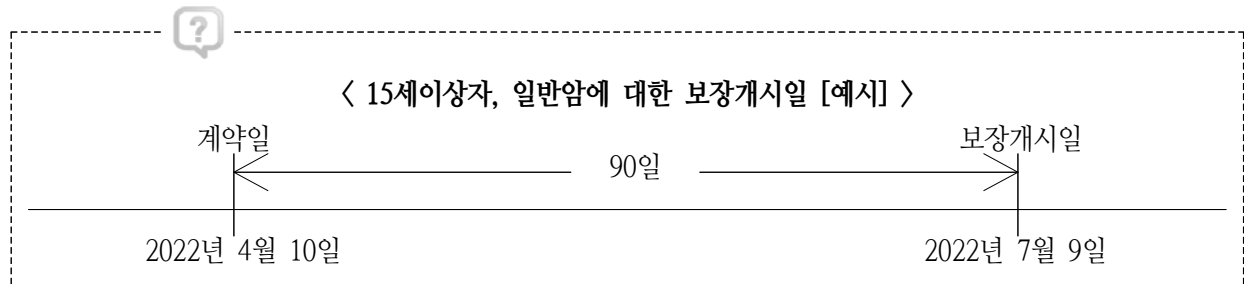 ?
〈 15세이상자, 일반암에 대한 보장개시일 [예시] 〉
계약일 보장개시일
90일
2022년 4월 10일 2022년 7월 9일